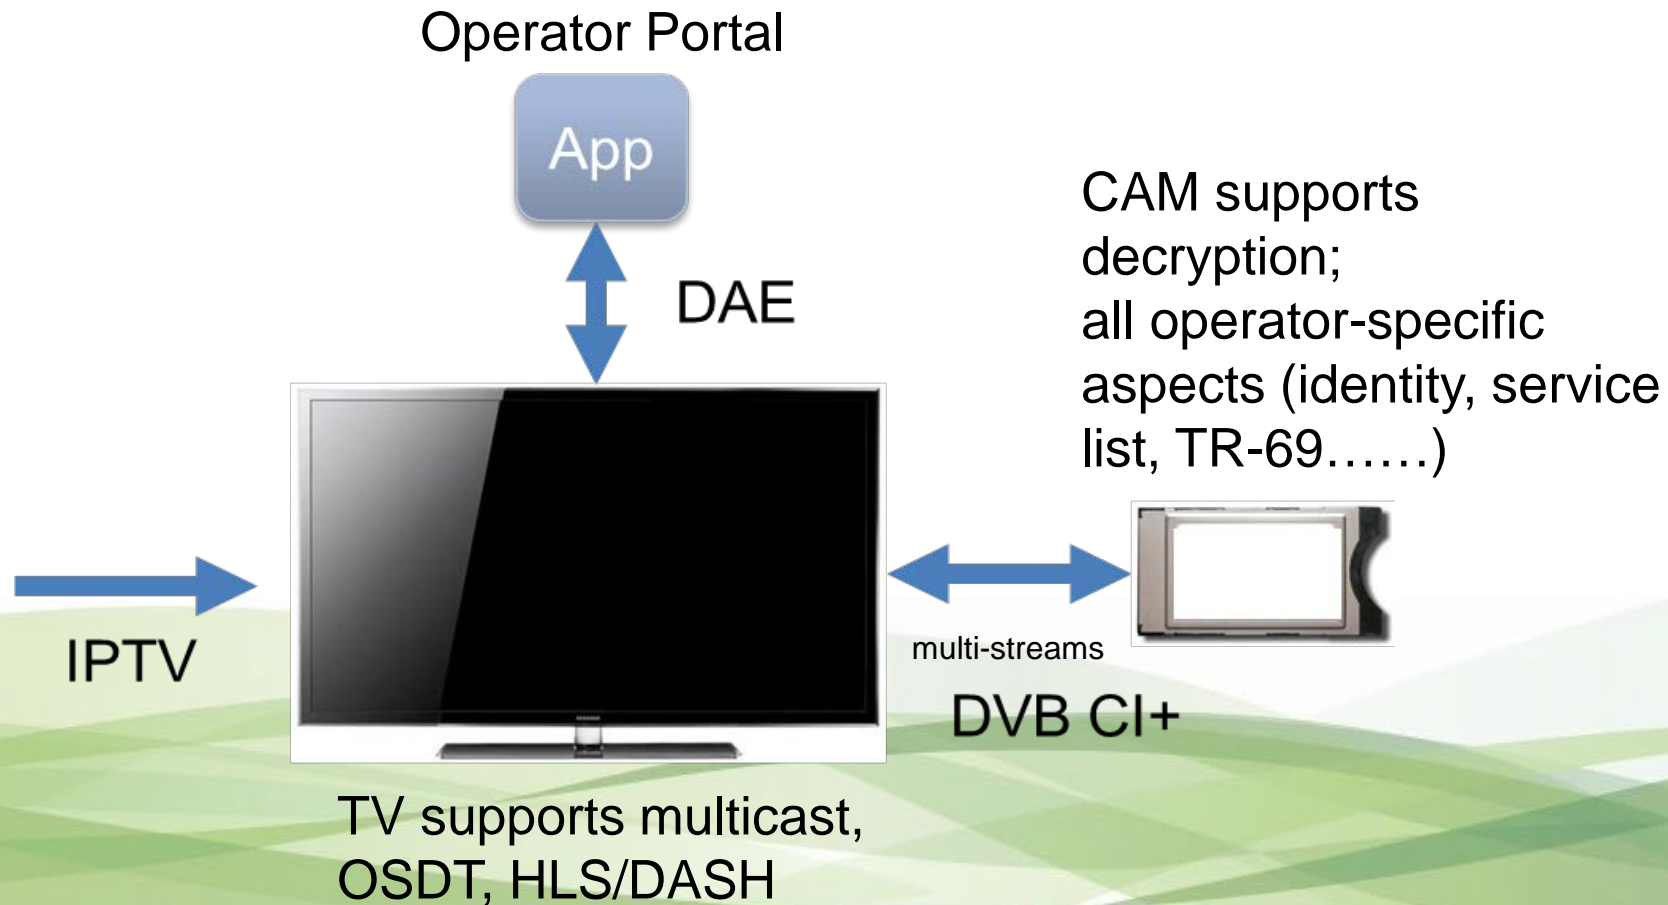 Operator Portal
App
DAE
CAM supports
decryption;
all operator-specific
aspects (identity, service
list, TR-69……)
IPTV
multi-streams
DVB CI+
TV supports multicast,
OSDT, HLS/DASH